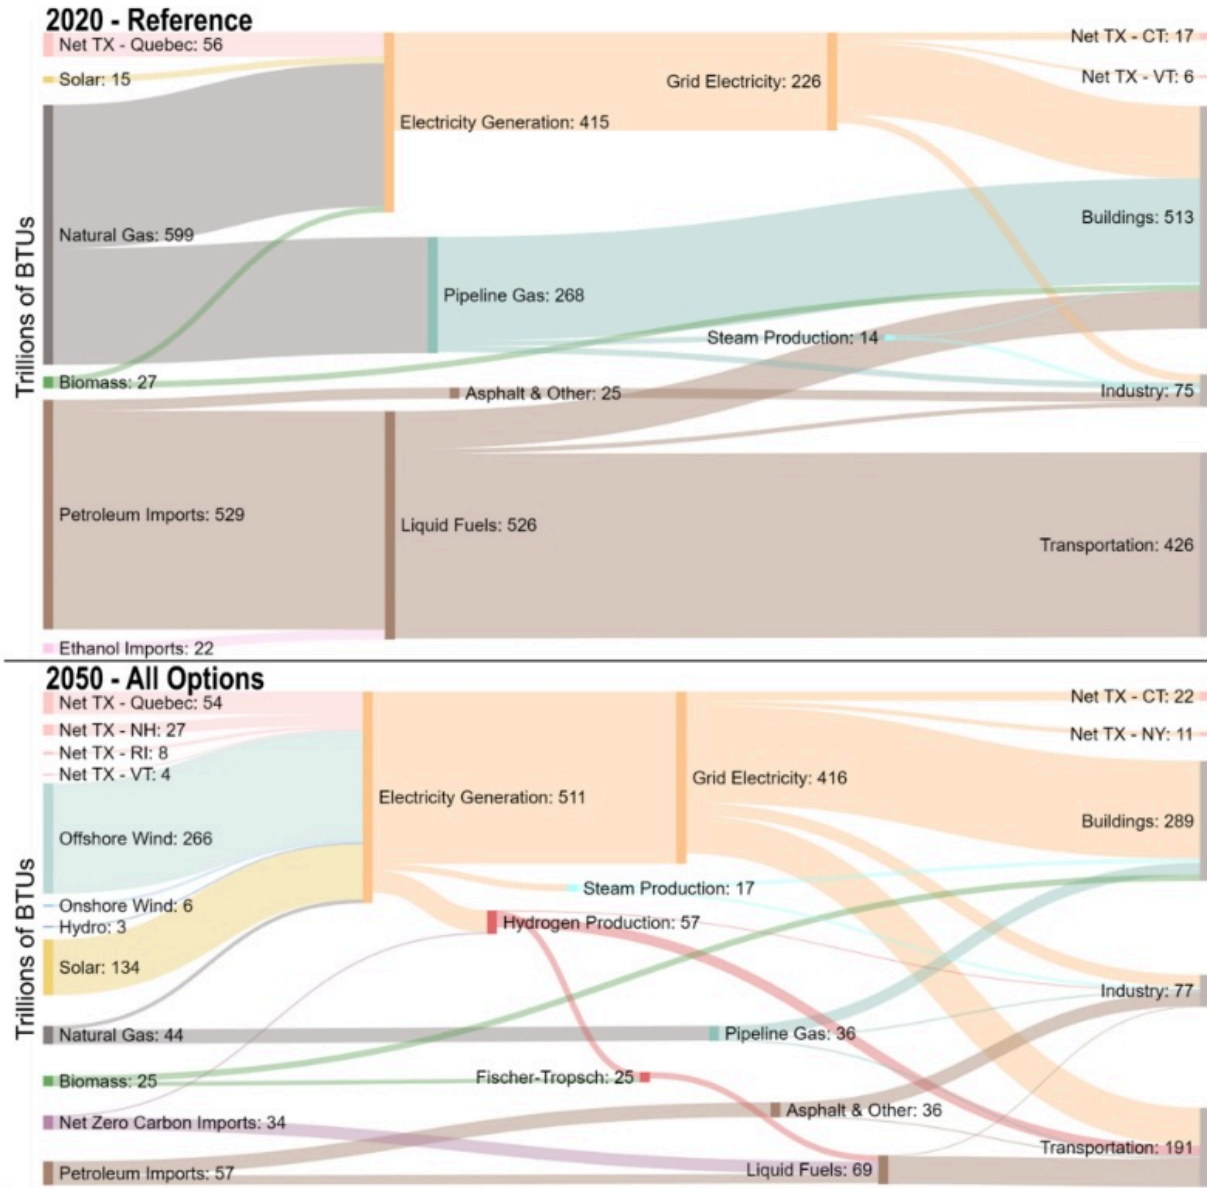 2020 - Reference
Net TX - Quebec: 56
Net TX - CT: 17
Solar: 15
Net TX - VT: 6
Grid Electricity: 226
Electricity Generation: 415
Trillions of BTUs
Natural Gas: 599
Buildings: 513
Pipeline Gas: 268
Steam Production: 14
Biomass: 27
Asphalt & Other: 25
Industry: 75
Petroleum Imports: 529
Liquid Fuels: 526
Transportation: 426
Ethanol Imports: 22
2050 - All Options
Net TX - Quebec: 54
Net TX - CT: 22
Net TX - NH: 27
Net TX - NY: 11
Net TX - RI: 8
Net TX - VT: 4
Grid Electricity: 416
Electricity Generation: 511
Buildings: 289
Offshore Wind: 266
Trillions of BTUs
Steam Production: 17
Onshore Wind: 6
Hydrogen Production: 57
Hydro: 3
Solar: 134
Industry: 77
Natural Gas: 44
Pipeline Gas: 36
Biomass: 25
Fischer-Tropsch: 25
Asphalt & Other: 36
Net Zero Carbon Imports: 34
Transportation: 191
Petroleum Imports: 57
Liquid Fuels: 69